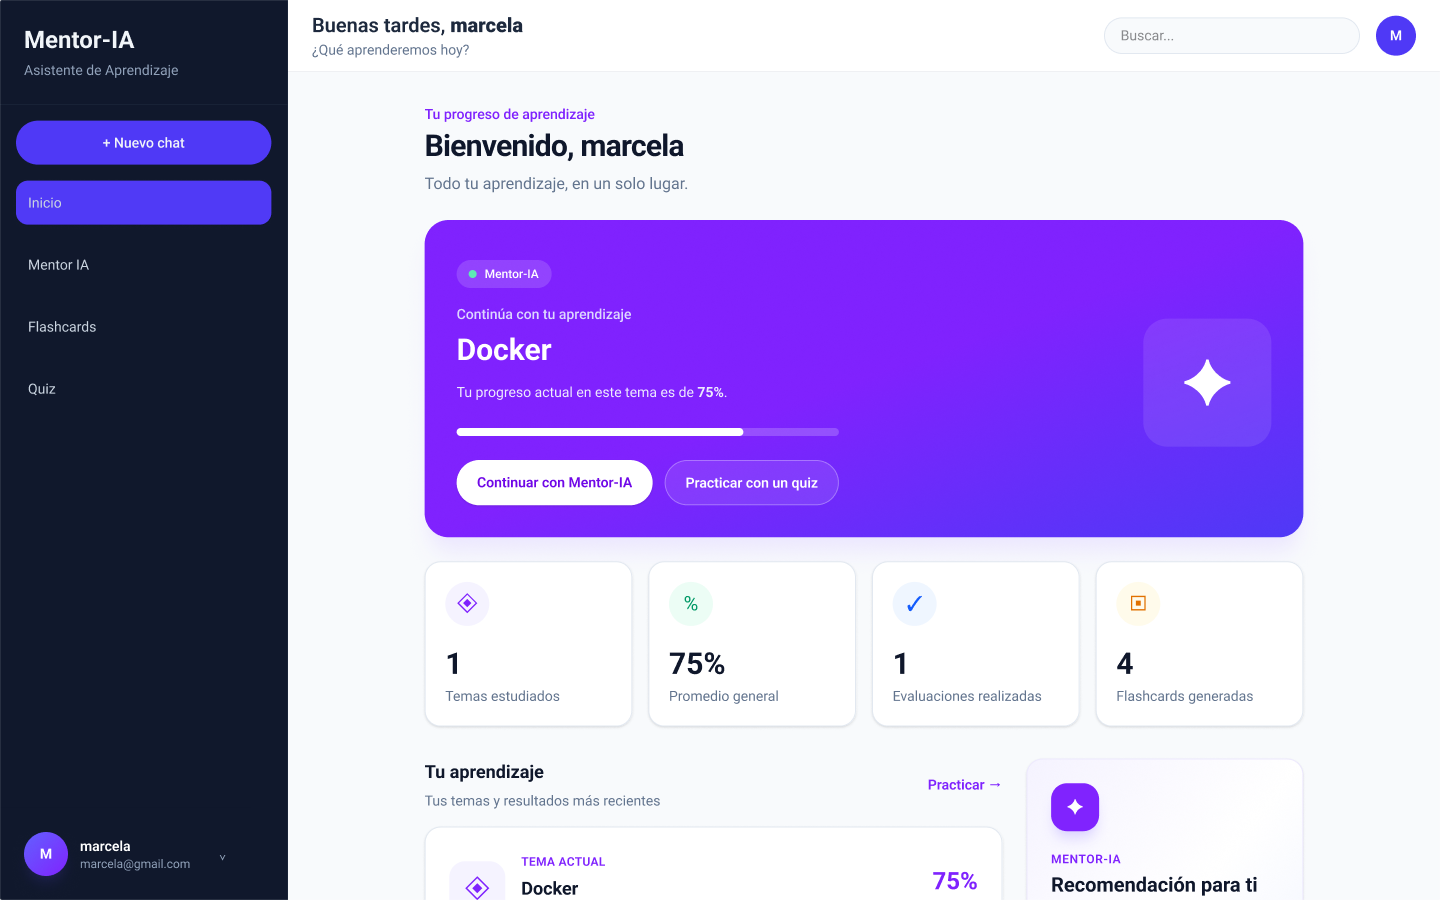 Mentor-IA
Asistente de Aprendizaje
+ Nuevo chat
Inicio
Mentor IA
Flashcards
Quiz
M
marcela
marcela@gmail.com
Buenas tardes, marcela
¿Qué aprenderemos hoy?
Buscar...
M
Tu progreso de aprendizaje
Bienvenido, marcela
Todo tu aprendizaje, en un solo lugar.
Mentor-IA
Continúa con tu aprendizaje
Docker
Tu progreso actual en este tema es de 75%.
Continuar con Mentor-IA
Practicar con un quiz
1
Temas estudiados
%
75%
Promedio general
✓
1
Evaluaciones realizadas
4
Flashcards generadas
Tu aprendizaje
Tus temas y resultados más recientes
Practicar →
TEMA ACTUAL
Docker
75%
MENTOR-IA
Recomendación para ti